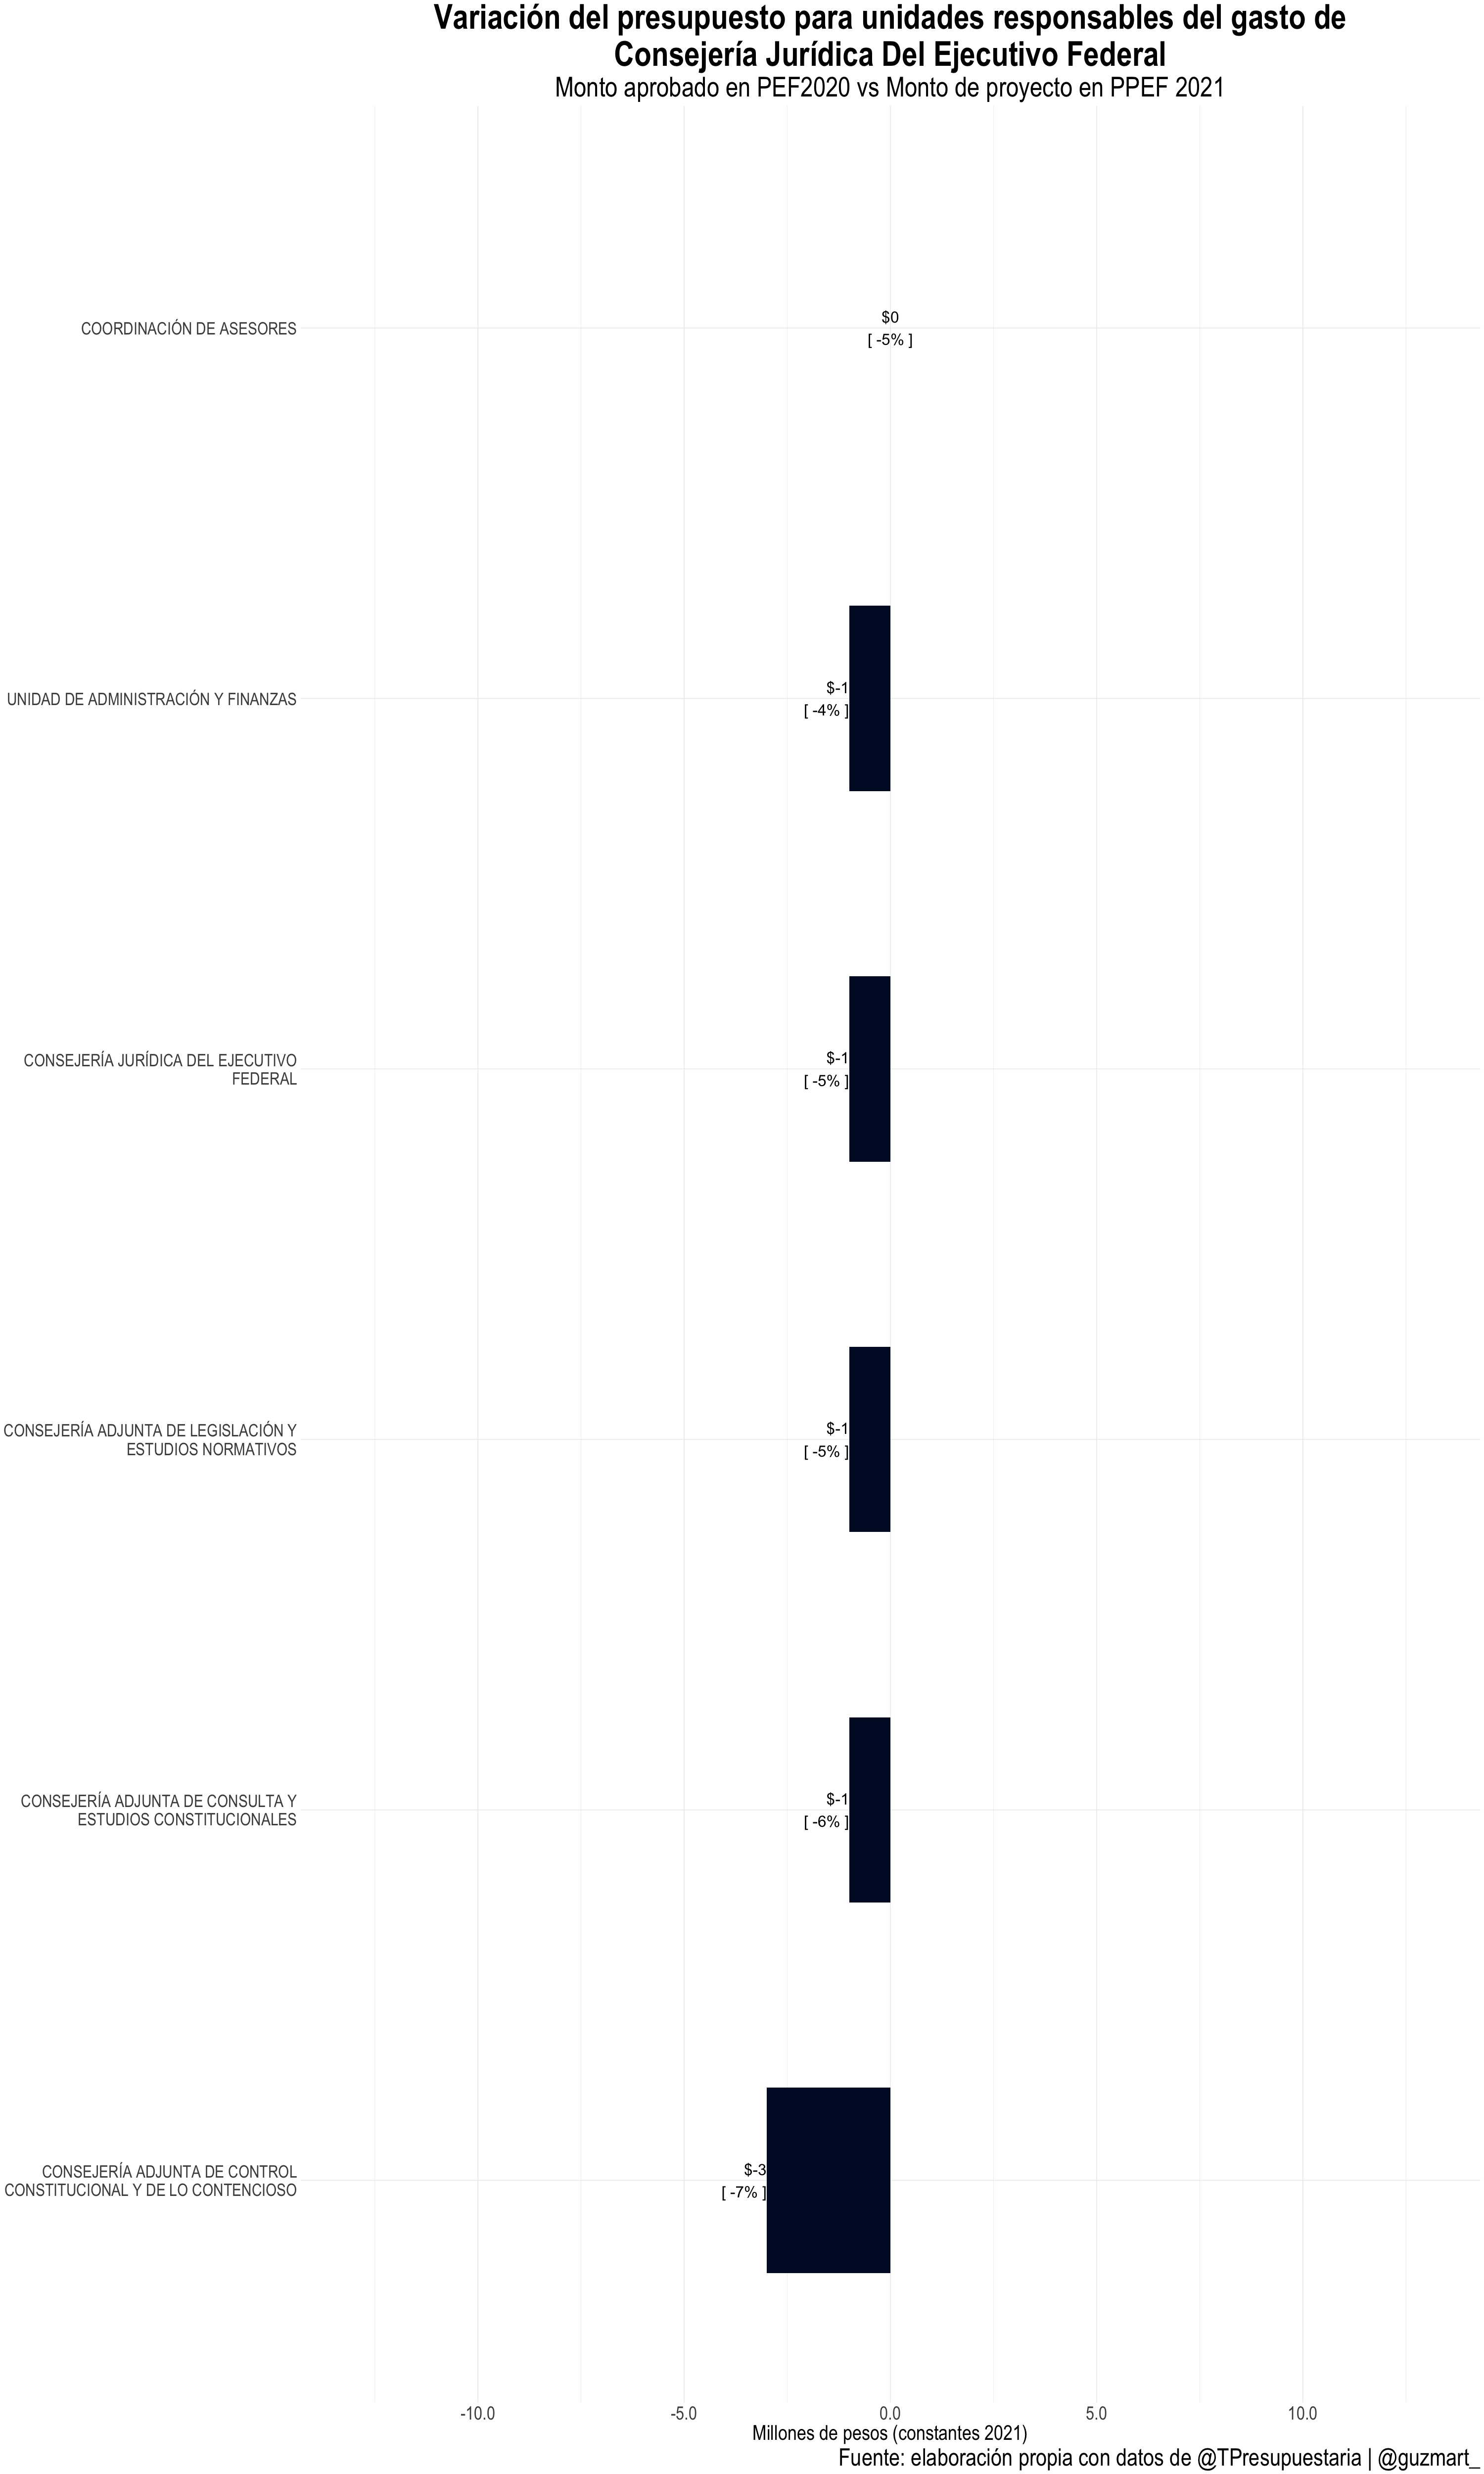 Variación del presupuesto para unidades responsables del gasto de
Consejería Jurídica Del Ejecutivo Federal
Monto aprobado en PEF2020 vs Monto de proyecto en PPEF 2021
COORDINACIÓN DE ASESORES
$0
[ -5% ]
UNIDAD DE ADMINISTRACIÓN Y FINANZAS
$-1
[ -4% ]
CONSEJERÍA JURÍDICA DEL EJECUTIVO
FEDERAL
$-1
[ -5% ]
CONSEJERÍA ADJUNTA DE LEGISLACIÓN Y
ESTUDIOS NORMATIVOS
$-1
[ -5% ]
CONSEJERÍA ADJUNTA DE CONSULTA Y
ESTUDIOS CONSTITUCIONALES
$-1
[ -6% ]
CONSEJERÍA ADJUNTA DE CONTROL
CONSTITUCIONAL Y DE LO CONTENCIOSO
$-3
[ -7% ]
-10.0 -5.0 0.0 5.0 10.0
Millones de pesos (constantes 2021)
Fuente: elaboración propia con datos de @TPresupuestaria | @guzmart_